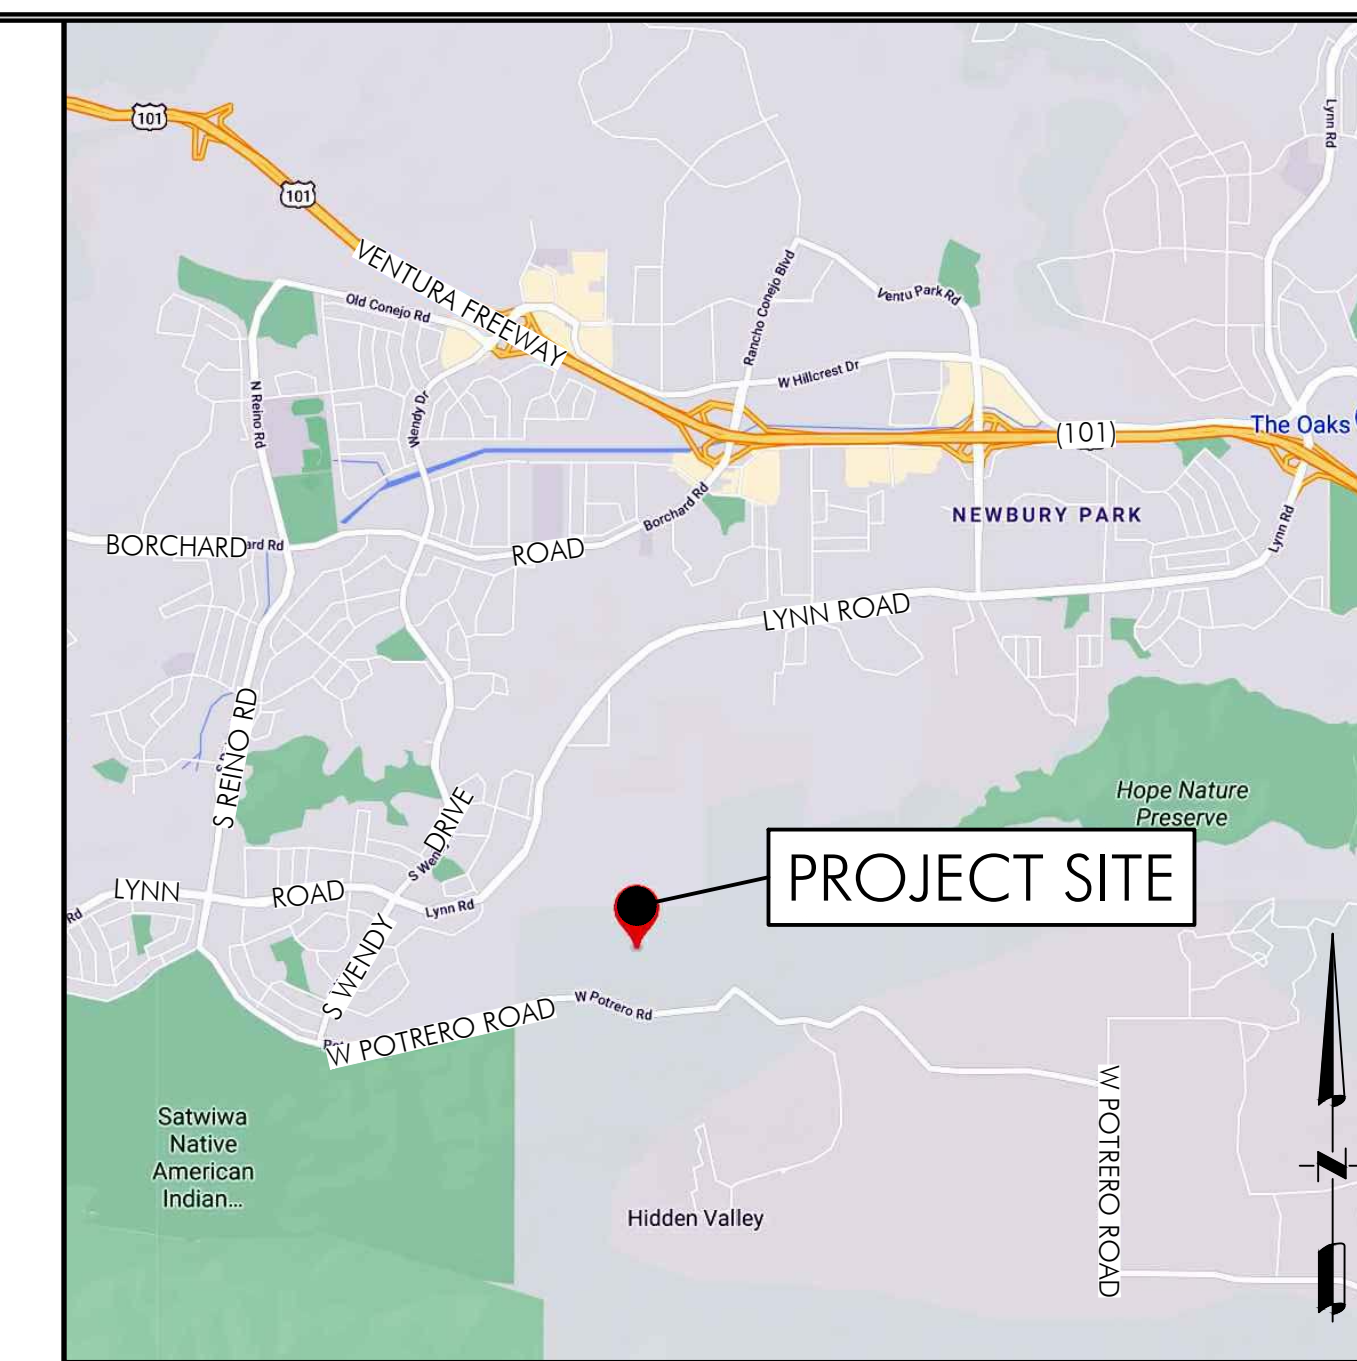 Lynn Rd
101
101
VENTURA FREEWAY
Rancho Conejo Blvd
Ventu Park Rd
Old Conejo Rd
W Hillcrest Dr
N Reino Rd
Wendy Dr
The Oaks
(101)
Borchard Rd
NEWBURY PARK
Lynn Rd
BORCHARD
ard Rd
ROAD
LYNN ROAD
S REINO RD
Hope Nature
Preserve
DRIVE
S Wen
PROJECT SITE
LYNN
ROAD
Lynn Rd
Rd
S WENDY
W Potrero Rd
W POTRERO ROAD
W POTRERO ROAD
Satwiwa
Native
American
Indian...
Hidden Valley
N